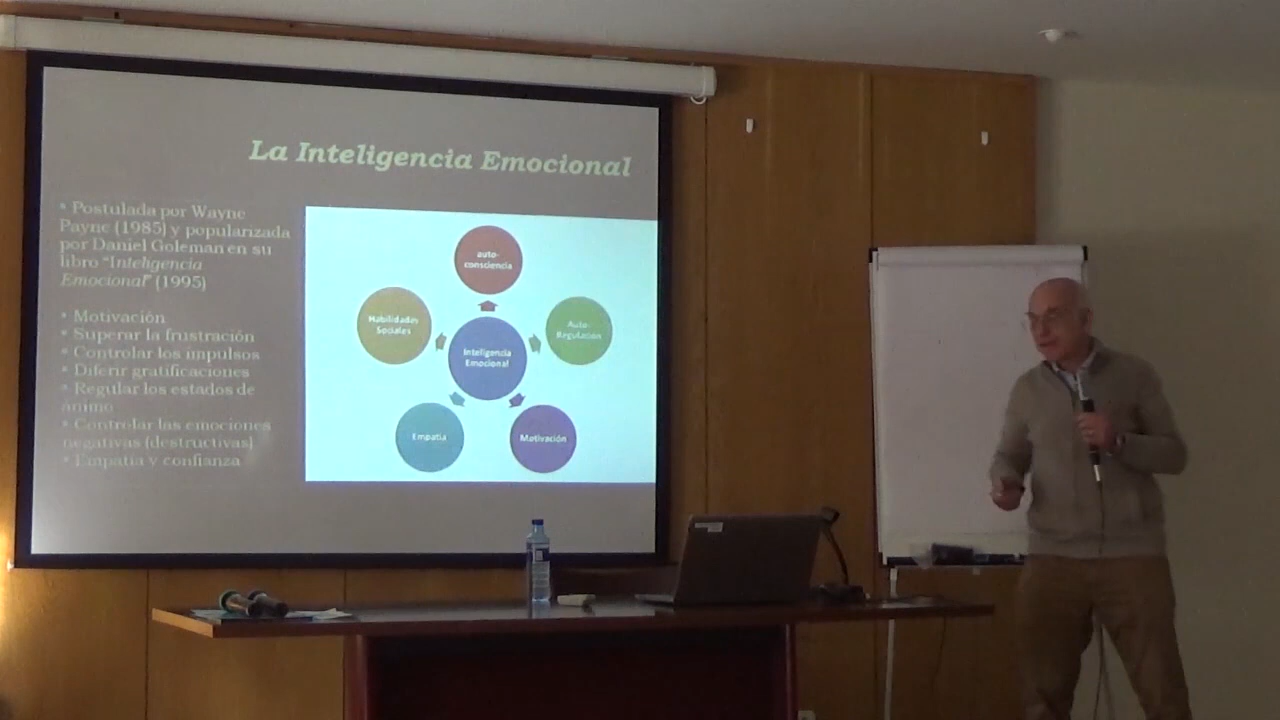 La Inteligencia Emocional
• Postulada por Wayne
Payne (1985) y popularizada
por Daniel Goleman en su
libro “Inteligencia
Emocional” (1995)
• Motivación
• Superar la frustración
• Controlar los impulsos
• Diferir gratificaciones
• Regular los estados de
ánimo
• Controlar las emociones
negativas (destructivas)
• Empatía y confianza
auto-
consciencia
Habilidades
Sociales
Auto-
Regulación
Inteligencia
Emocional
Empatía
Motivación